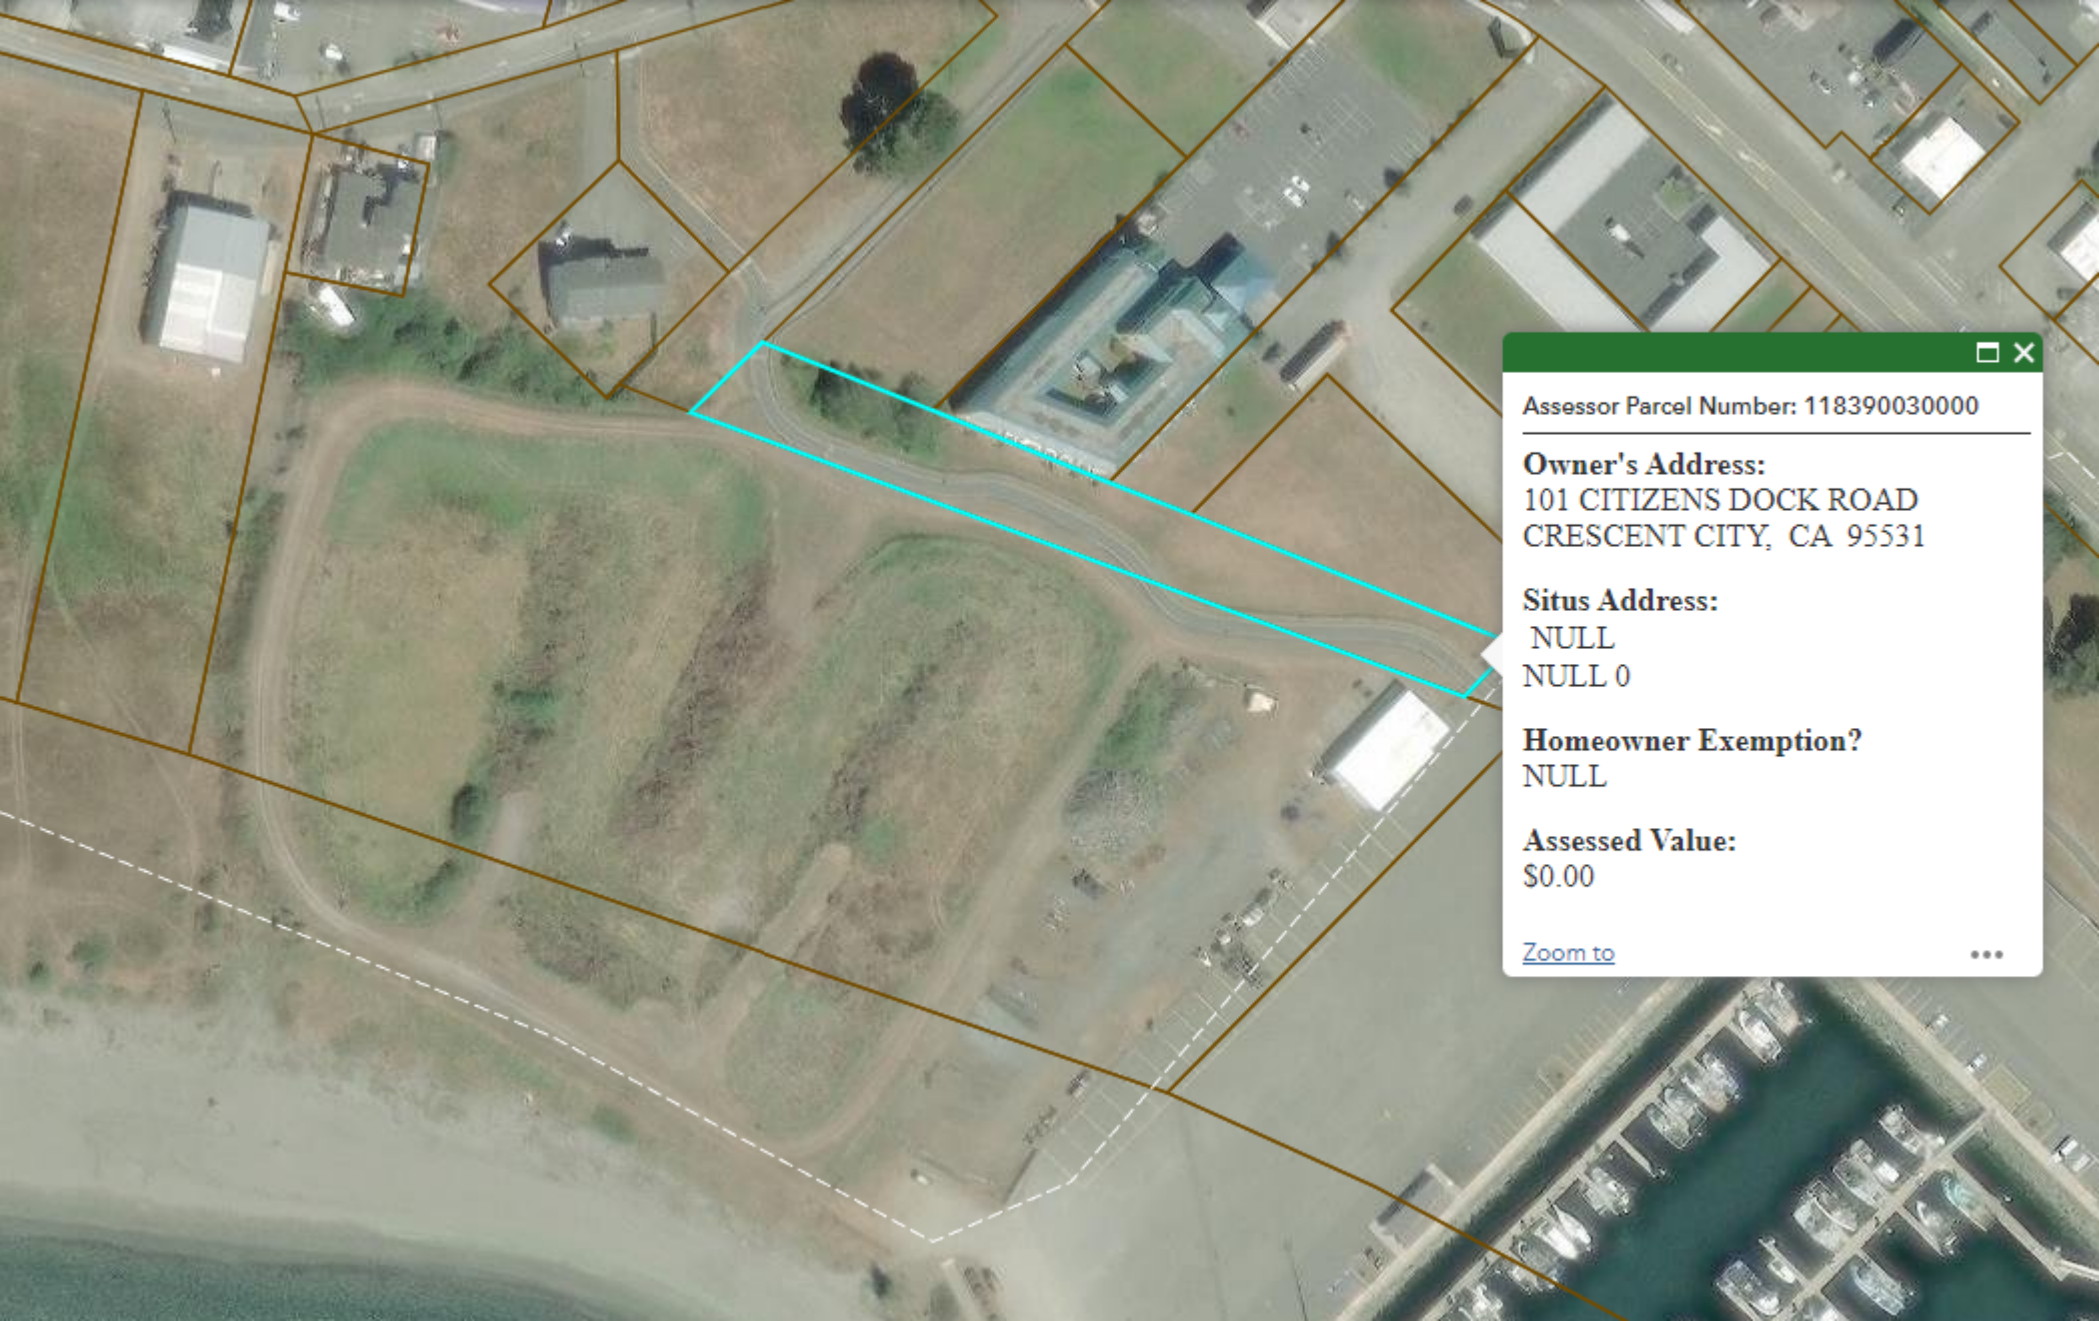 Assessor Parcel Number: 118390030000
Owner's Address:
101 CITIZENS DOCK ROAD
CRESCENT CITY, CA 95531
Situs Address:
NULL
NULL 0
Homeowner Exemption?
NULL
Assessed Value:
$0.00
Zoom to